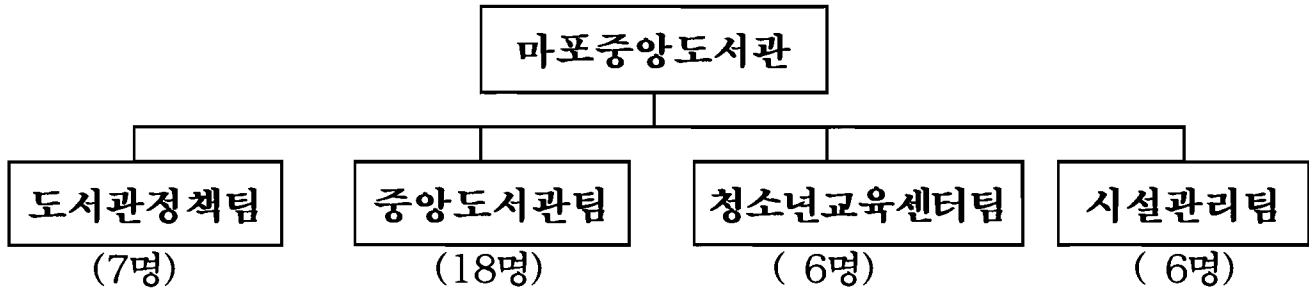 마포중앙도서관
도서관정책팀 중앙도서관팀 청소년교육센터팀 시설관리팀
(7명) (18명) ( 6명) ( 6명)